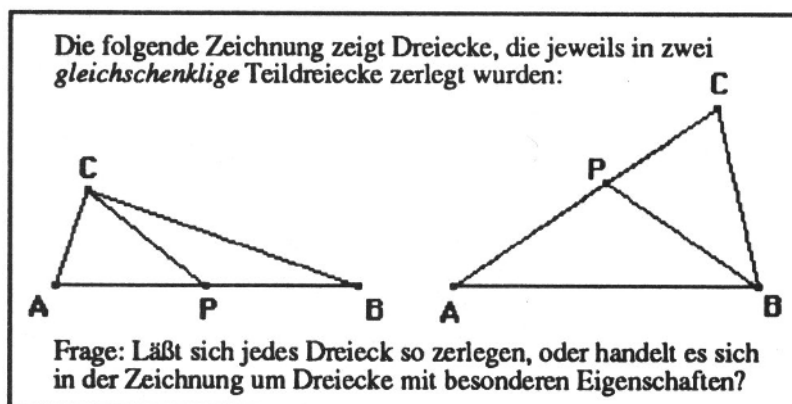 Die folgende Zeichnung zeigt Dreiecke, die jeweils in zwei
gleichschenklige Teildreiecke zerlegt wurden:
C
A
P
B
C
P
A
B
Frage: Läßt sich jedes Dreieck so zerlegen, oder handelt es sich
in der Zeichnung um Dreiecke mit besonderen Eigenschaften?